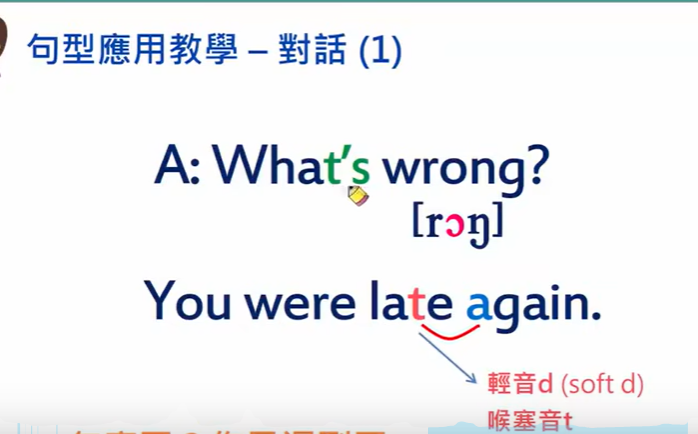 句型應用教學 – 對話 (1)
A: What's wrong?
[rɔŋ]
You were late again.
輕音d (soft d)
喉塞音t